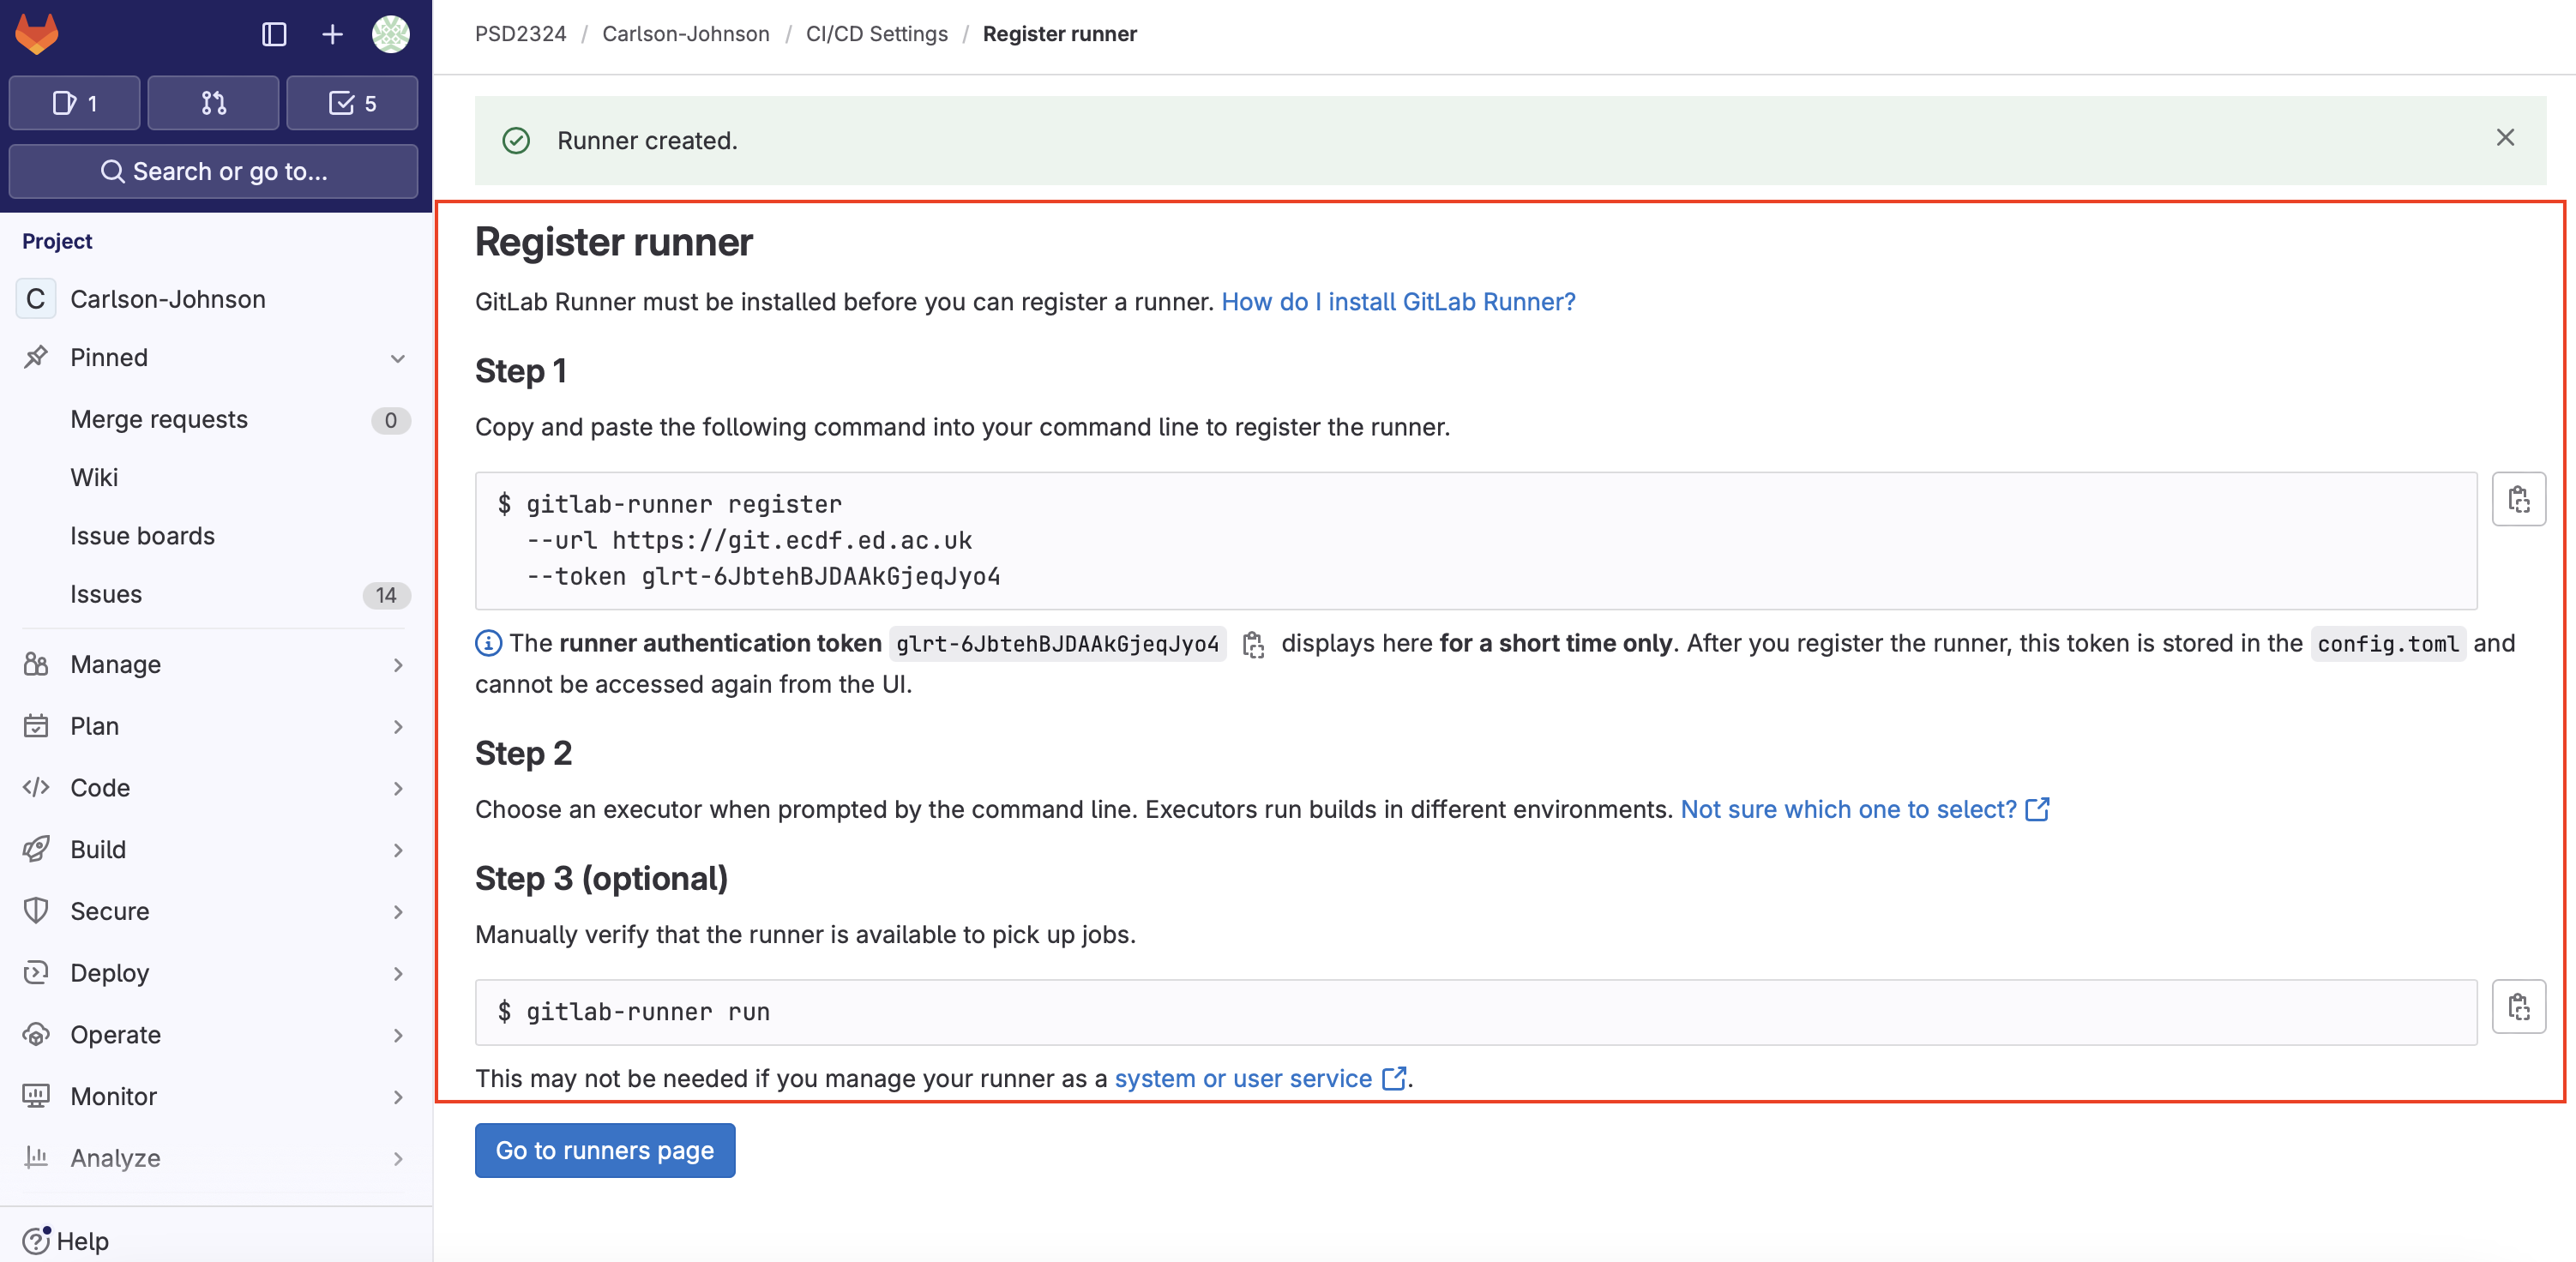 PSD2324 / Carlson-Johnson / CI/CD Settings / Register runner
1
5
Search or go to...
Project
C Carlson-Johnson
Pinned
Merge requests 0
Wiki
Issue boards
Issues 14
Manage
Plan
Code
Build
Secure
Deploy
Operate
Monitor
Analyze
Help
Runner created.
Register runner
GitLab Runner must be installed before you can register a runner. How do I install GitLab Runner?
Step 1
Copy and paste the following command into your command line to register the runner.
$ gitlab-runner register
--url https://git.ecdf.ed.ac.uk
--token glrt-6JbtehBJDAAkGjeqJyo4
The runner authentication token glrt-6JbtehBJDAAkGjeqJyo4 displays here for a short time only. After you register the runner, this token is stored in the config.toml and
cannot be accessed again from the UI.
Step 2
Choose an executor when prompted by the command line. Executors run builds in different environments. Not sure which one to select?
Step 3 (optional)
Manually verify that the runner is available to pick up jobs.
$ gitlab-runner run
This may not be needed if you manage your runner as a system or user service .
Go to runners page